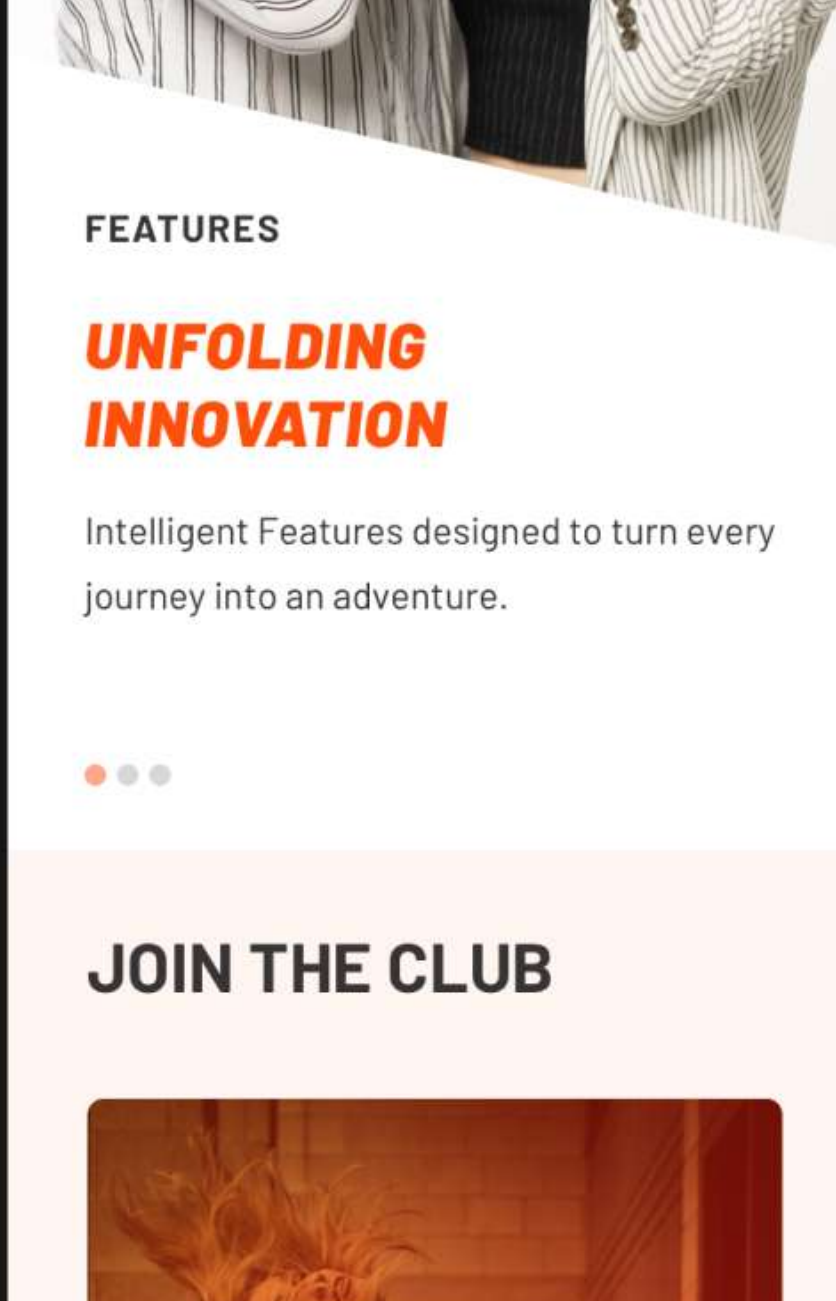 FEATURES
UNFOLDING
INNOVATION
Intelligent Features designed to turn every
journey into an adventure.
JOIN THE CLUB